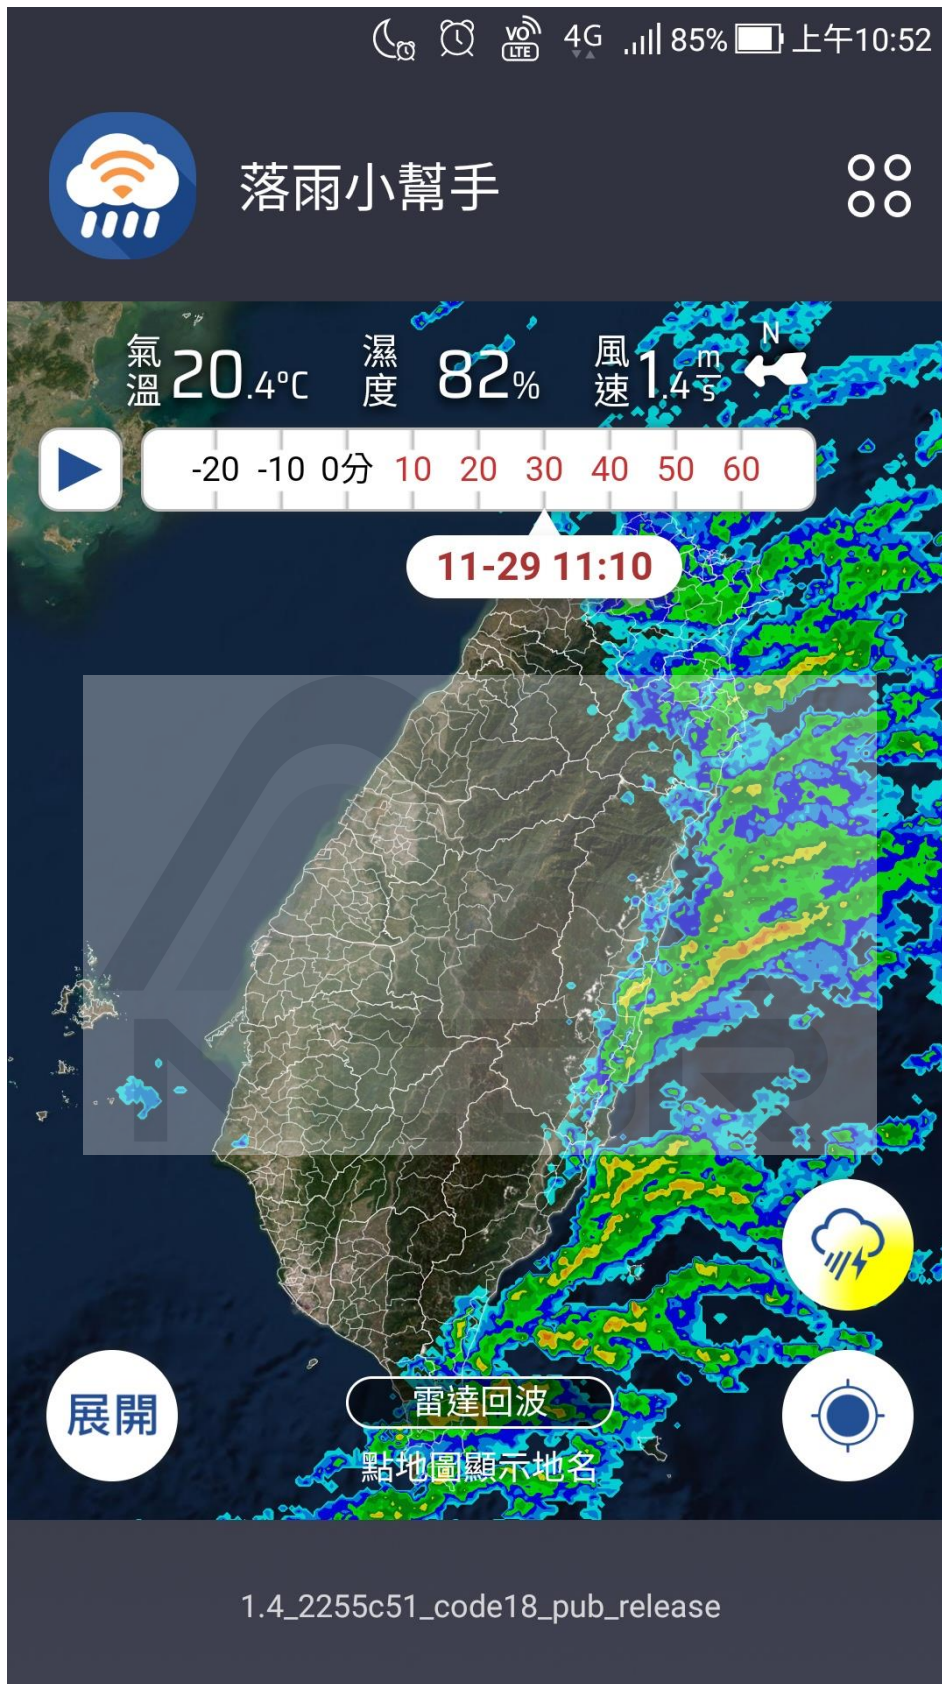 VO LTE 4G 85% 上午10:52
落雨小幫手
氣溫 20.4°C 濕度 82% 風速 1.4 m/s N
-20 -10 0分 10 20 30 40 50 60
11-29 11:10
展開
雷達回波
點地圖顯示地名
1.4_2255c51_code18_pub_release